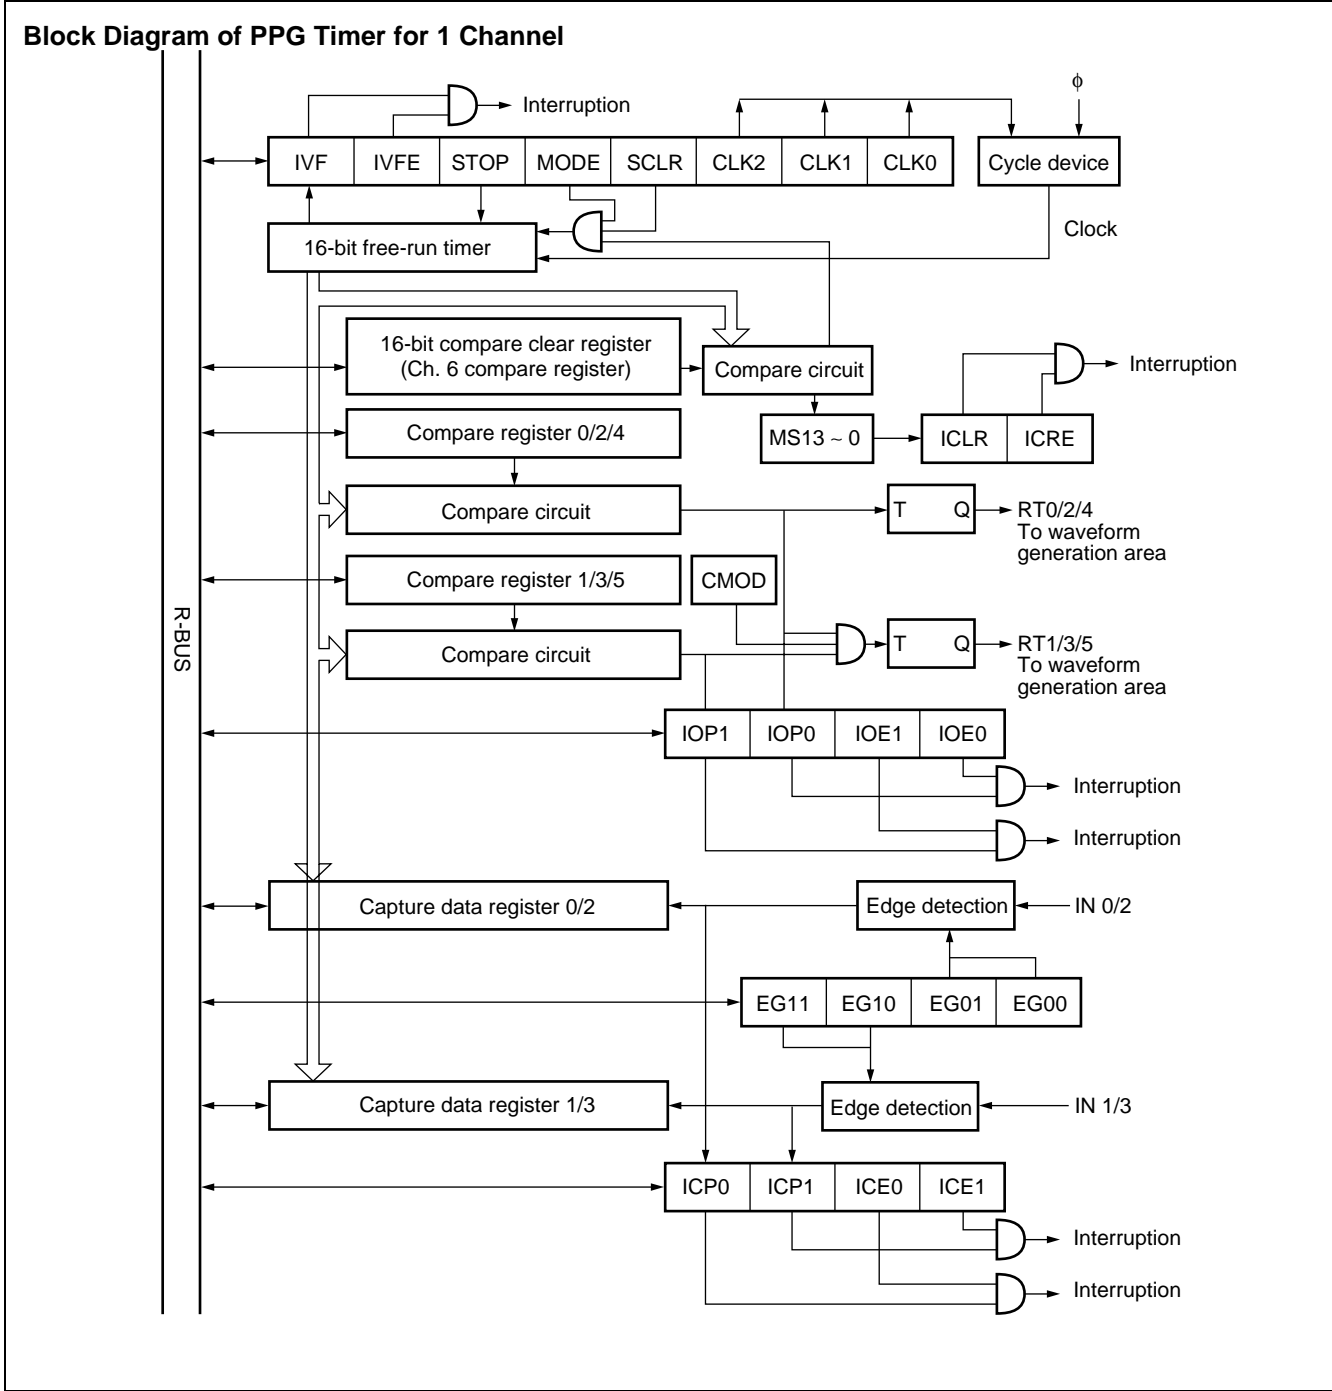 Block Diagram of PPG Timer for 1 Channel
ϕ
Interruption
IVF IVFE STOP MODE SCLR CLK2 CLK1 CLK0
Cycle device
16-bit free-run timer
Clock
16-bit compare clear register
(Ch. 6 compare register)
Compare circuit
Interruption
Compare register 0/2/4
MS13 ~ 0
ICLR ICRE
Compare circuit
T Q
RT0/2/4
To waveform
generation area
Compare register 1/3/5
CMOD
R-BUS
Compare circuit
T Q
RT1/3/5
To waveform
generation area
IOP1 IOP0 IOE1 IOE0
Interruption
Interruption
Capture data register 0/2
Edge detection
IN 0/2
EG11 EG10 EG01 EG00
Capture data register 1/3
Edge detection
IN 1/3
ICP0 ICP1 ICE0 ICE1
Interruption
Interruption